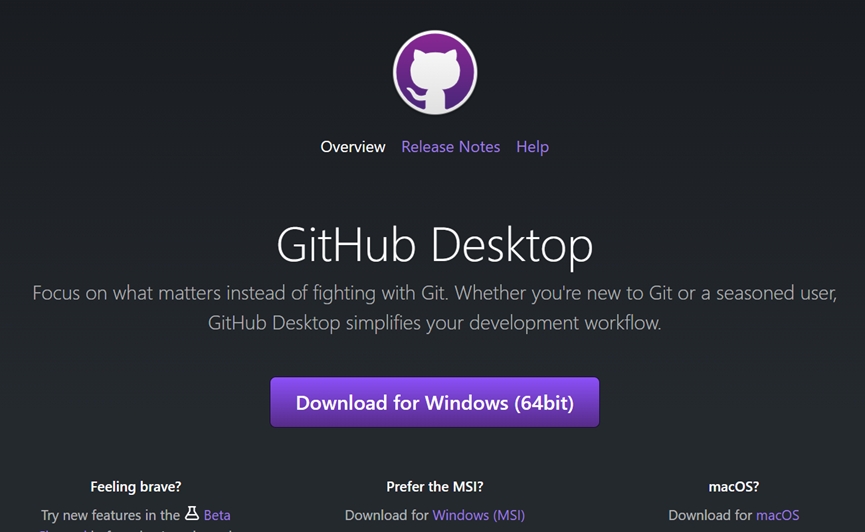 Overview Release Notes Help
GitHub Desktop
Focus on what matters instead of fighting with Git. Whether you're new to Git or a seasoned user,
GitHub Desktop simplifies your development workflow.
Download for Windows (64bit)
Feeling brave? Prefer the MSI? macOS?
Try new features in the Beta Download for Windows (MSI) Download for macOS